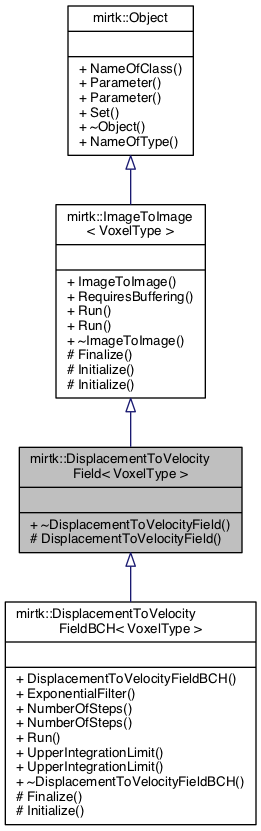 mirtk::Object
+ NameOfClass()
+ Parameter()
+ Parameter()
+ Set()
+ ~Object()
+ NameOfType()
mirtk::ImageToImage
< VoxelType >
+ ImageToImage()
+ RequiresBuffering()
+ Run()
+ Run()
+ ~ImageToImage()
# Finalize()
# Initialize()
# Initialize()
mirtk::DisplacementToVelocity
Field< VoxelType >
+ ~DisplacementToVelocityField()
# DisplacementToVelocityField()
mirtk::DisplacementToVelocity
FieldBCH< VoxelType >
+ DisplacementToVelocityFieldBCH()
+ ExponentialFilter()
+ NumberOfSteps()
+ NumberOfSteps()
+ Run()
+ UpperIntegrationLimit()
+ UpperIntegrationLimit()
+ ~DisplacementToVelocityFieldBCH()
# Finalize()
# Initialize()